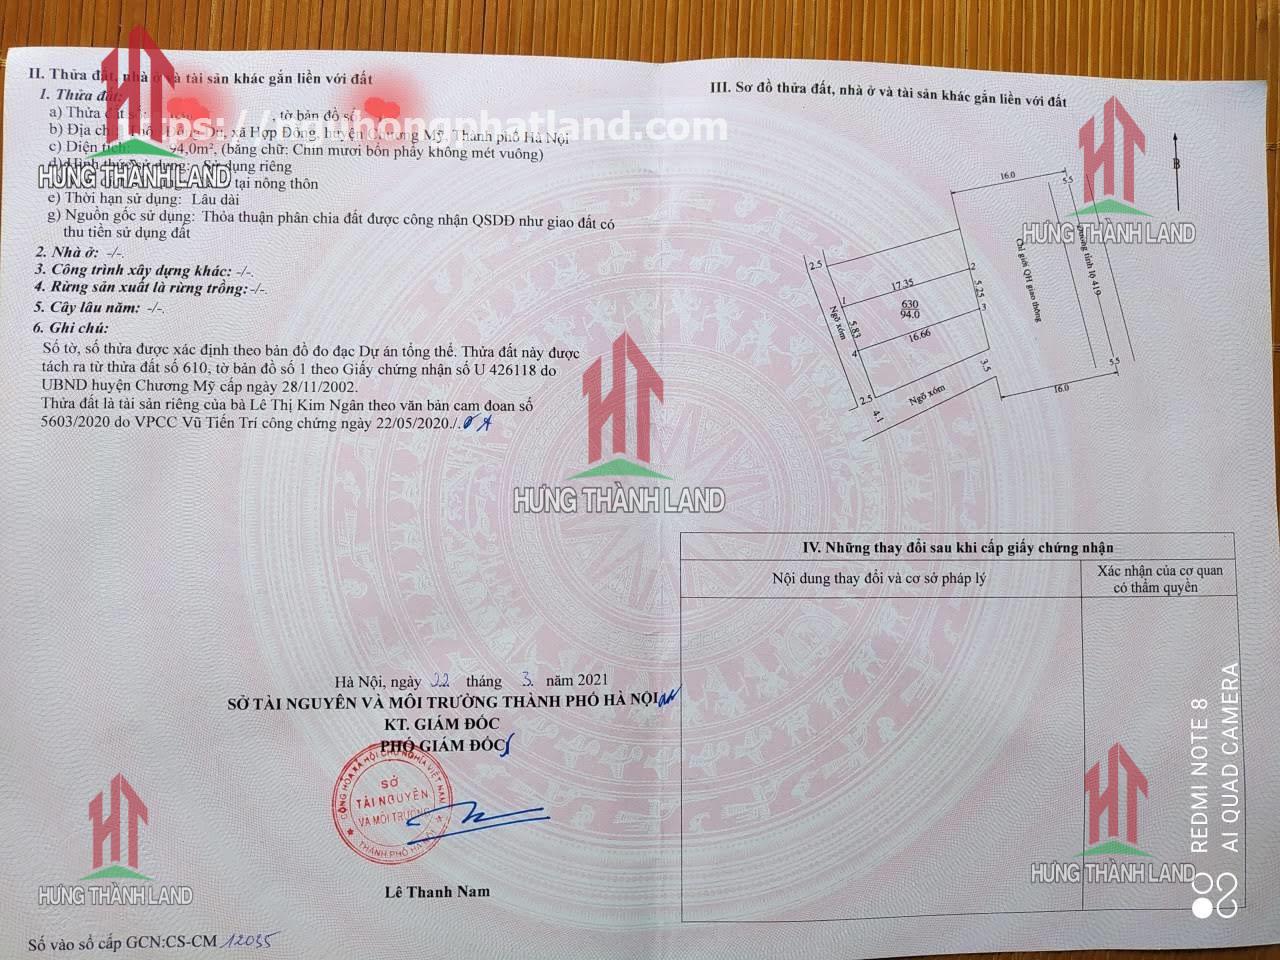 II. Thửa đất, nhà ở và tài sản khác gắn liền với đất
1. Thửa đất:
a) Thửa đất số: , tờ bản đồ số
b) Địa chỉ: xã Hợp Đồng, huyện Chương Mỹ, Thành phố Hà Nội
c) Diện tích: 94,0m², (bằng chữ: Chín mươi bốn phẩy không mét vuông)
d) Hình thức sử dụng: Sử dụng riêng
tại nông thôn
e) Thời hạn sử dụng: Lâu dài
g) Nguồn gốc sử dụng: Thỏa thuận phân chia đất được công nhận QSDĐ như giao đất có
thu tiền sử dụng đất
2. Nhà ở: -/-.
3. Công trình xây dựng khác: -/-.
4. Rừng sản xuất là rừng trồng: -/-.
5. Cây lâu năm: -/-.
6. Ghi chú:
Số tờ, số thửa được xác định theo bản đồ đo đạc Dự án tổng thể. Thửa đất này được
tách ra từ thửa đất số 610, tờ bản đồ số 1 theo Giấy chứng nhận số U 426118 do
UBND huyện Chương Mỹ cấp ngày 28/11/2002.
Thửa đất là tài sản riêng của bà Lê Thị Kim Ngân theo văn bản cam đoan số
5603/2020 do VPCC Vũ Tiến Trí công chứng ngày 22/05/2020./.
Hà Nội, ngày 22 tháng 3 năm 2021
SỞ TÀI NGUYÊN VÀ MÔI TRƯỜNG THÀNH PHỐ HÀ NỘI
KT. GIÁM ĐỐC
PHÓ GIÁM ĐỐC
CỘNG HÒA XÃ HỘI CHỦ NGHĨA VIỆT NAM
SỞ
TÀI NGUYÊN
VÀ MÔI TRƯỜNG
THÀNH PHỐ HÀ NỘI
Lê Thanh Nam
Số vào sổ cấp GCN:CS-CM 12035
III. Sơ đồ thửa đất, nhà ở và tài sản khác gắn liền với đất
B
16.0
5.5
2.5
17.35
2
1
630
94.0
5.25
3
5.83
4
16.66
Ngõ xóm
Chỉ giới QH giao thông
Đường tỉnh lộ 419
3.5
5.5
16.0
2.5
4.1
Ngõ xóm
IV. Những thay đổi sau khi cấp giấy chứng nhận
Nội dung thay đổi và cơ sở pháp lý
Xác nhận của cơ quan
có thẩm quyền
HƯNG THÀNH LAND
HƯNG THÀNH LAND
HƯNG THÀNH LAND
HƯNG THÀNH LAND
HƯNG THÀNH LAND
REDMI NOTE 8
AI QUAD CAMERA